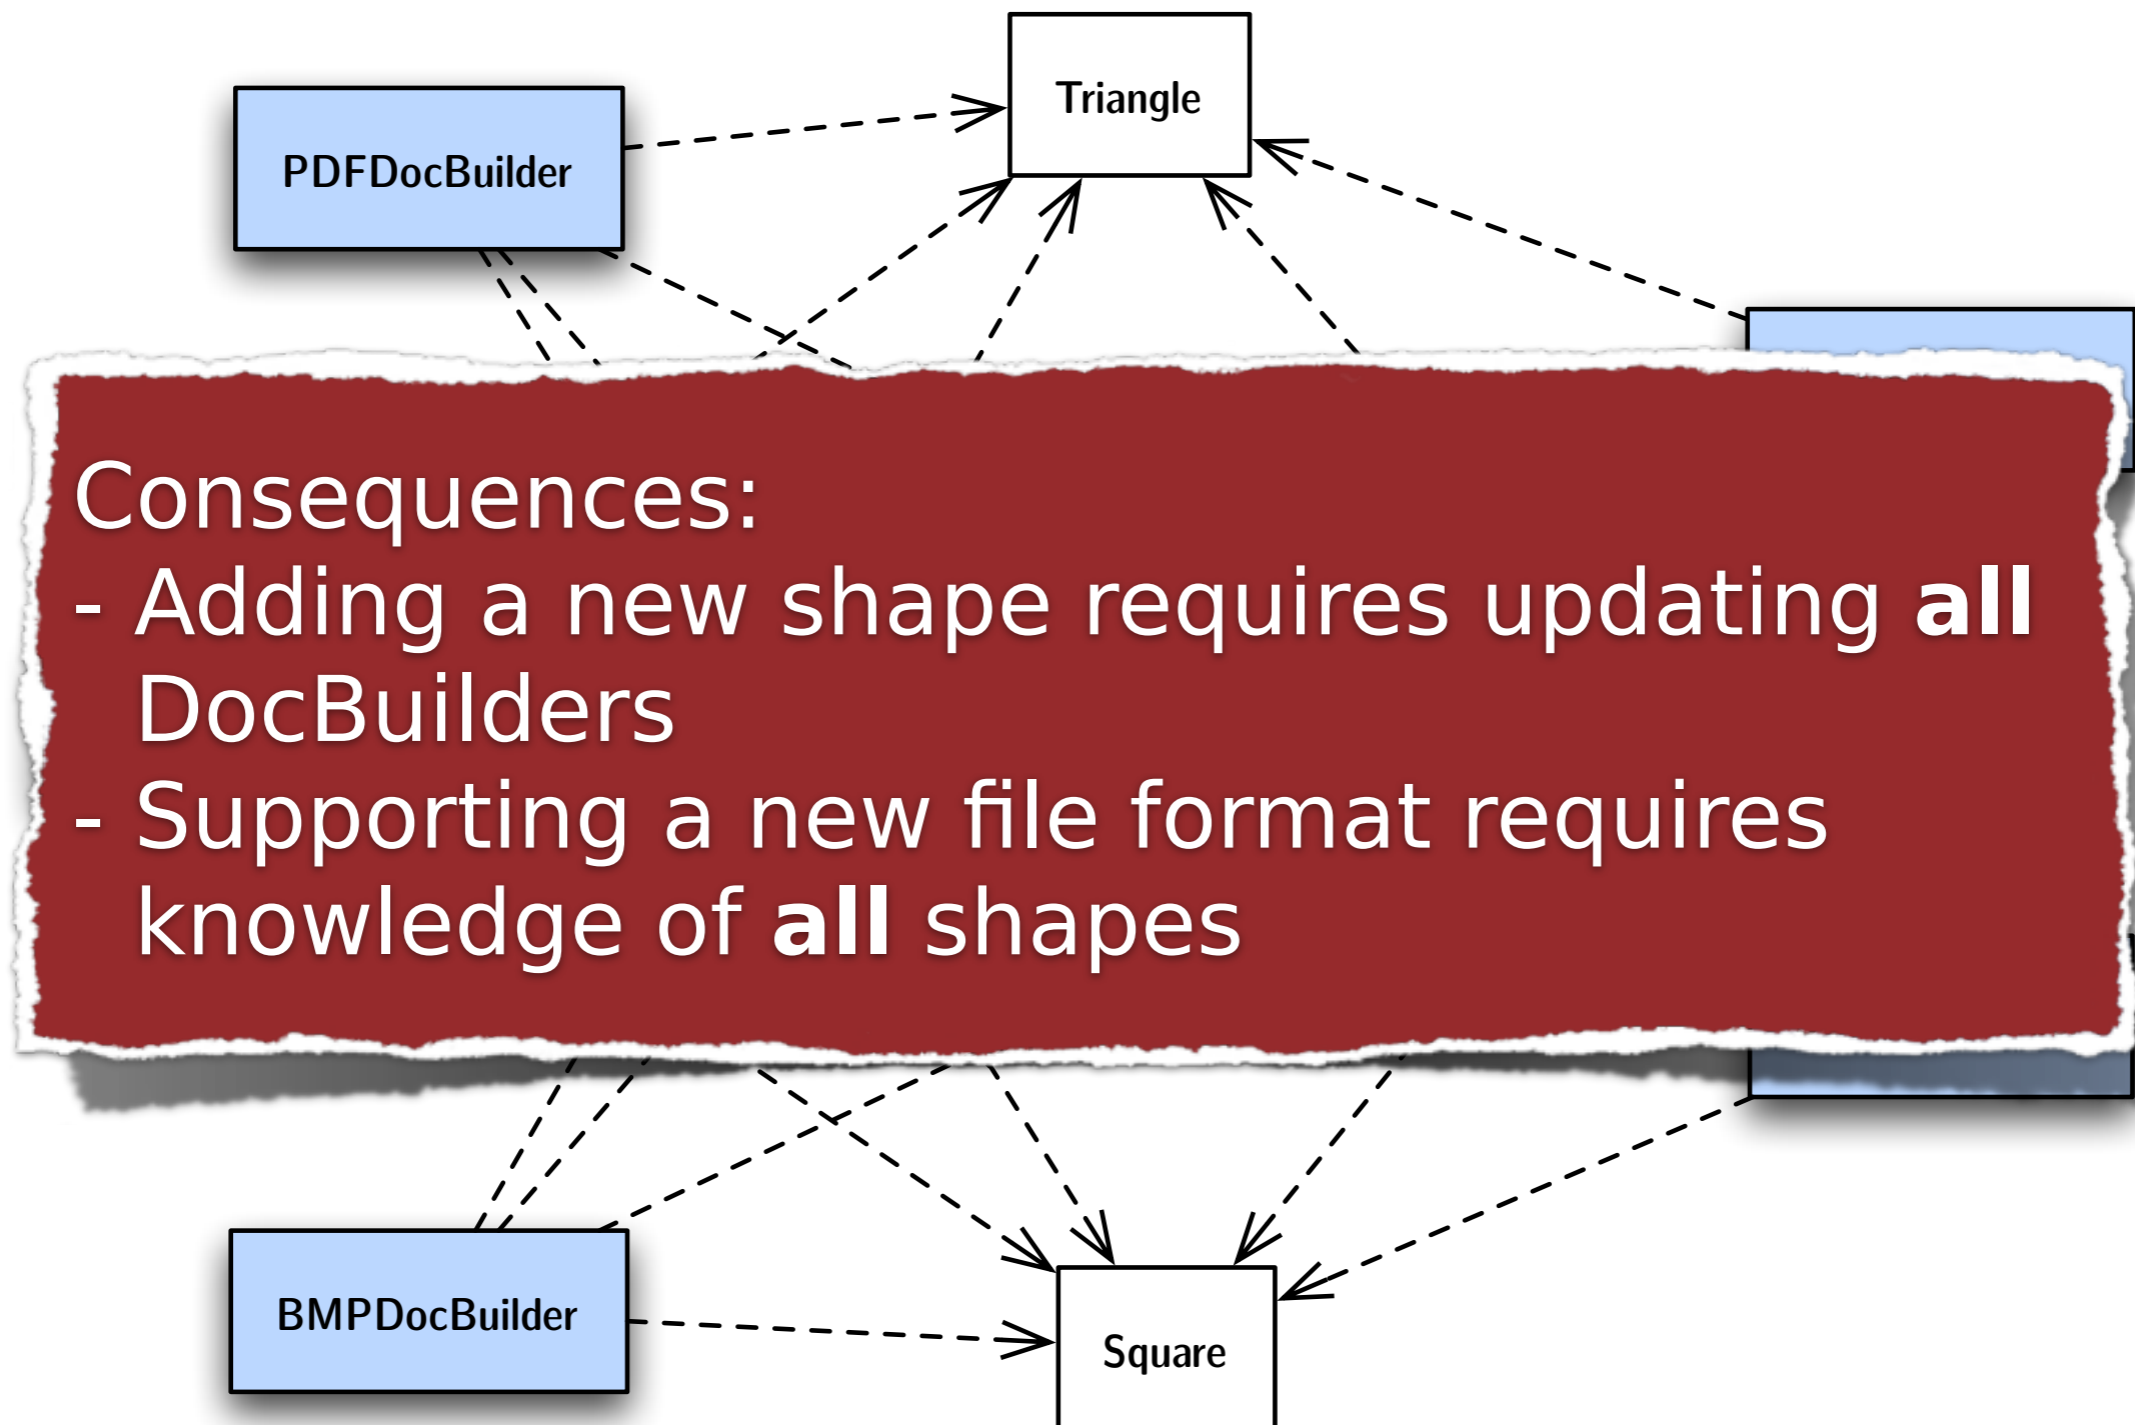 Triangle
PDFDocBuilder
Consequences:
- Adding a new shape requires updating all
DocBuilders
- Supporting a new file format requires
knowledge of all shapes
BMPDocBuilder
Square